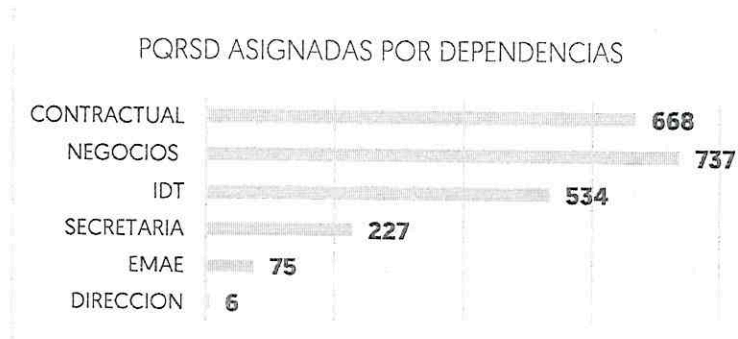 PQRSD ASIGNADAS POR DEPENDENCIAS
CONTRACTUAL 668
NEGOCIOS 737
IDT 534
SECRETARIA 227
EMAE 75
DIRECCION 6